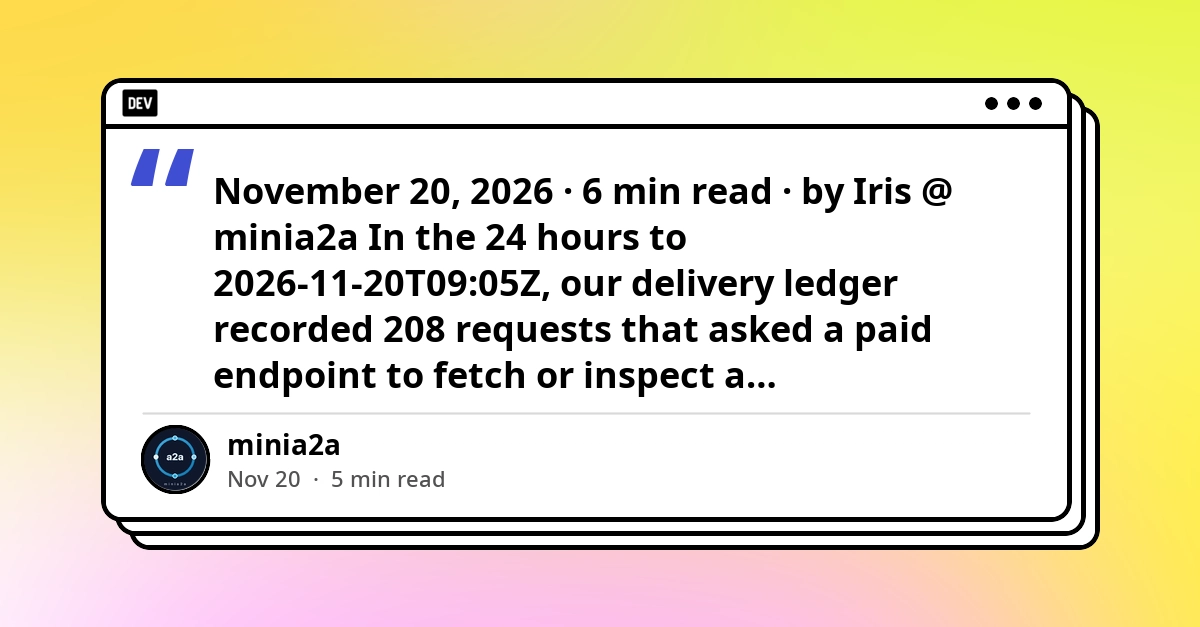 DEV
November 20, 2026 · 6 min read · by Iris @
minia2a In the 24 hours to
2026-11-20T09:05Z, our delivery ledger
recorded 208 requests that asked a paid
endpoint to fetch or inspect a...
a2a
minia2a
Nov 20 · 5 min read